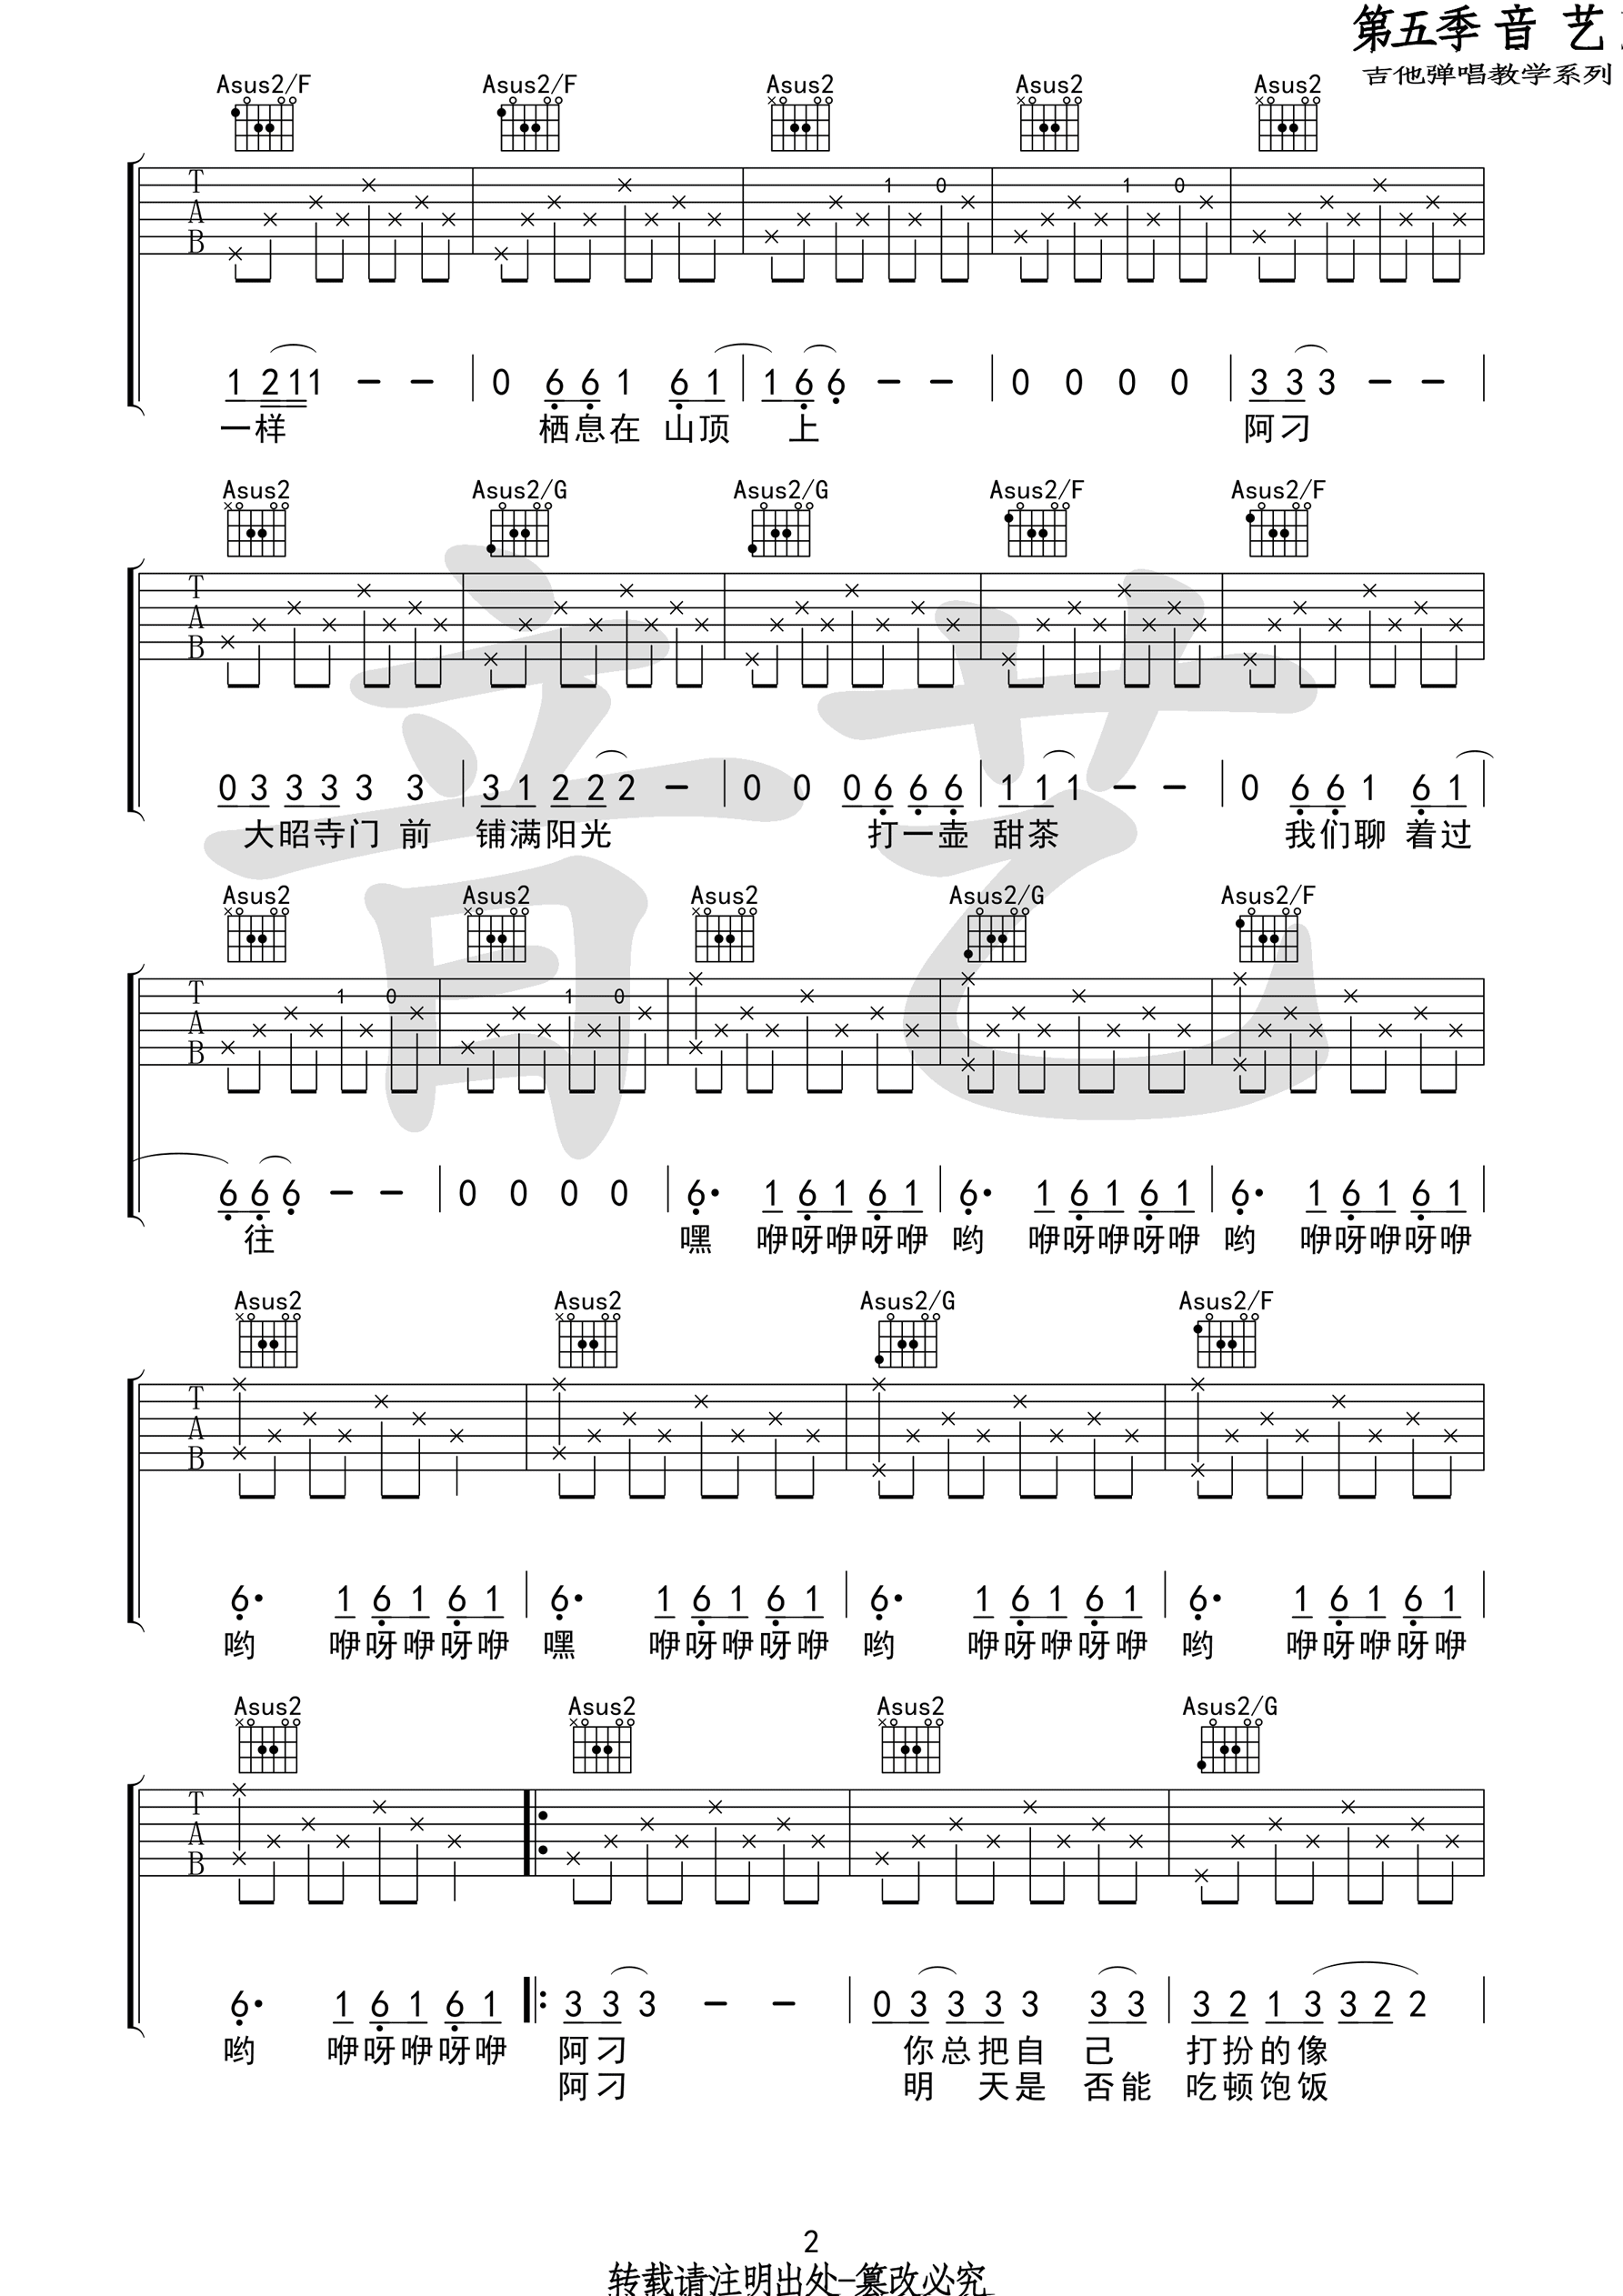 第五季 音 艺
吉他弹唱教学系列
Asus2/F Asus2/F Asus2 Asus2 Asus2
T A B
1 0 1 0
1 2 1 1 - - | 0 6 6 1 6 1 | 1 6 6 - - | 0 0 0 0 | 3 3 3 - - |
一样 栖息在 山顶 上 阿刁
Asus2 Asus2/G Asus2/G Asus2/F Asus2/F
T A B
0 3 3 3 3 3 | 3 1 2 2 2 - | 0 0 0 6 6 6 | 1 1 1 - - | 0 6 6 1 6 1 |
大昭寺门 前 铺满阳光 打一壶 甜茶 我们聊 着过
Asus2 Asus2 Asus2 Asus2/G Asus2/F
T A B
1 0 1 0
6 6 6 - - | 0 0 0 0 | 6· 1 6 1 6 1 | 6· 1 6 1 6 1 | 6· 1 6 1 6 1 |
往 嘿 咿呀咿呀咿 哟 咿呀咿呀咿 哟 咿呀咿呀咿
Asus2 Asus2 Asus2/G Asus2/F
T A B
6· 1 6 1 6 1 | 6· 1 6 1 6 1 | 6· 1 6 1 6 1 | 6· 1 6 1 6 1 |
哟 咿呀咿呀咿 嘿 咿呀咿呀咿 哟 咿呀咿呀咿 哟 咿呀咿呀咿
Asus2 Asus2 Asus2 Asus2/G
T A B
6· 1 6 1 6 1 |: 3 3 3 - - | 0 3 3 3 3 3 3 | 3 2 1 3 3 2 2 |
哟 咿呀咿呀咿 阿刁 你总把自 己 打扮的像
阿刁 明 天是 否能 吃顿饱饭
音艺
2
转载请注明出处-篡改必究